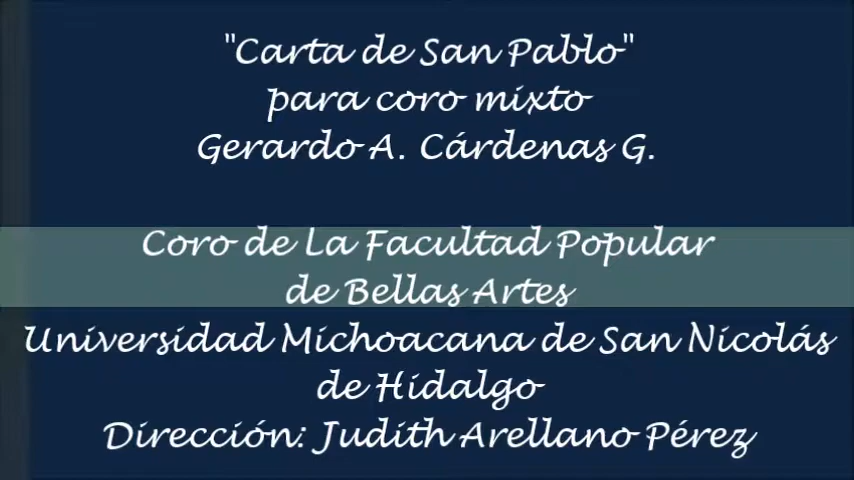 "Carta de San Pablo"
para coro mixto
Gerardo A. Cárdenas G.
Coro de La Facultad Popular
de Bellas Artes
Universidad Michoacana de San Nicolás
de Hidalgo
Dirección: Judith Arellano Pérez